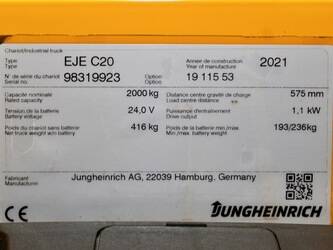 Chariot/Industrial truck
Type EJE C20 Année de construction 2021
Type Year of manufacture
N° de série du chariot 98319923 Option 19 115 53
Serial no. Option
Capacité nominale 2000 kg Distance centre gravité de charge 575 mm
Rated capacity Load centre distance
Tension de la batterie 24,0 V Puissance d'entraînement 1,1 kW
Battery voltage Drive output
Poids du chariot sans batterie 416 kg Poids de la batterie min/max 193/236kg
Net truck weight w/o battery Min./max. battery weight
Fabricant Jungheinrich AG, 22039 Hamburg, Germany
Manufacturer
CE JUNGHEINRICH